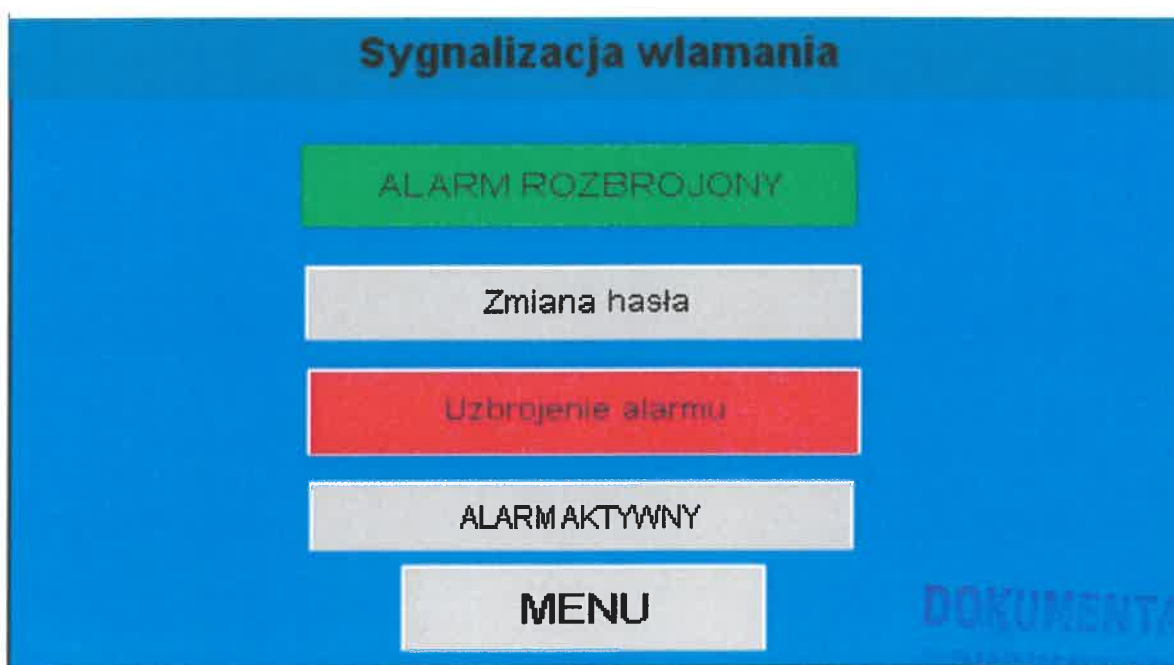 Sygnalizacja wlamania
ALARM ROZBROJONY
Zmiana hasła
Uzbrojenie alarmu
ALARM AKTYWNY
MENU